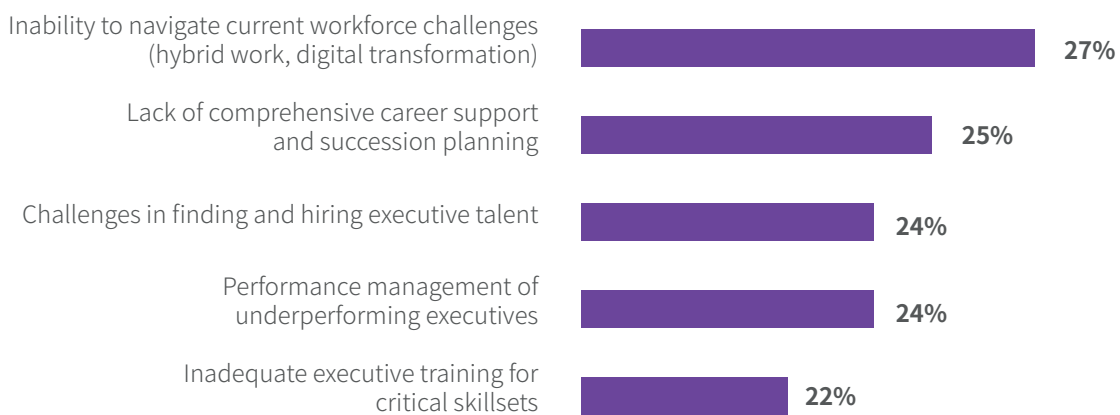 Inability to navigate current workforce challenges
(hybrid work, digital transformation)
27%
Lack of comprehensive career support
and succession planning
25%
Challenges in finding and hiring executive talent
24%
Performance management of
underperforming executives
24%
Inadequate executive training for
critical skillsets
22%